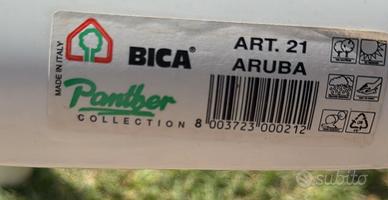 MADE IN ITALY
BICA®
Panther
COLLECTION
ART. 21
ARUBA
8 003723 000212
subito